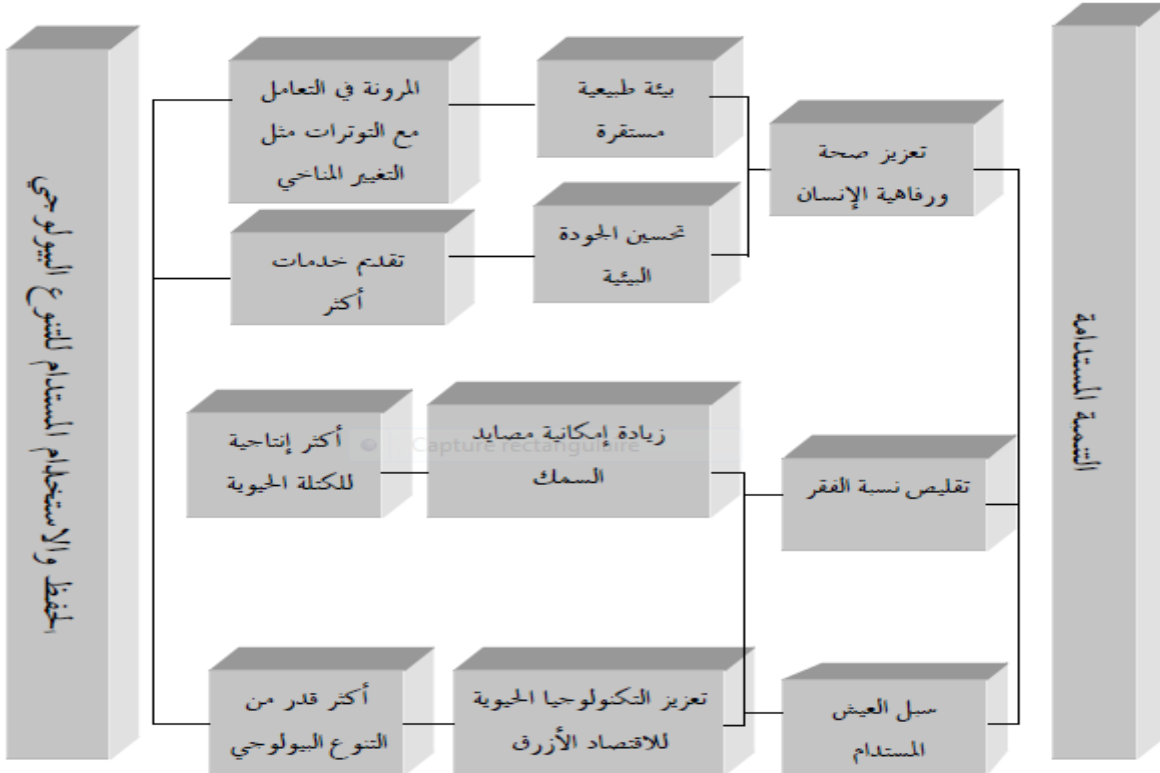 التنمية المستدامة
تعزيز صحة
ورفاهية الإنسان
تقليص نسبة الفقر
سبل العيش
المستدام
بيئة طبيعية
مستقرة
تحسين الجودة
البيئية
زيادة إمكانية مصايد
السمك
تعزيز التكنولوجيا الحيوية
للاقتصاد الأزرق
المرونة في التعامل
مع التوترات مثل
التغيير المناخي
تقديم خدمات
أكثر
أكثر إنتاجية
للكتلة الحيوية
أكثر قدر من
التنوع البيولوجي
الحفظ والاستخدام المستدام للتنوع البيولوجي
Capture rectangulaire